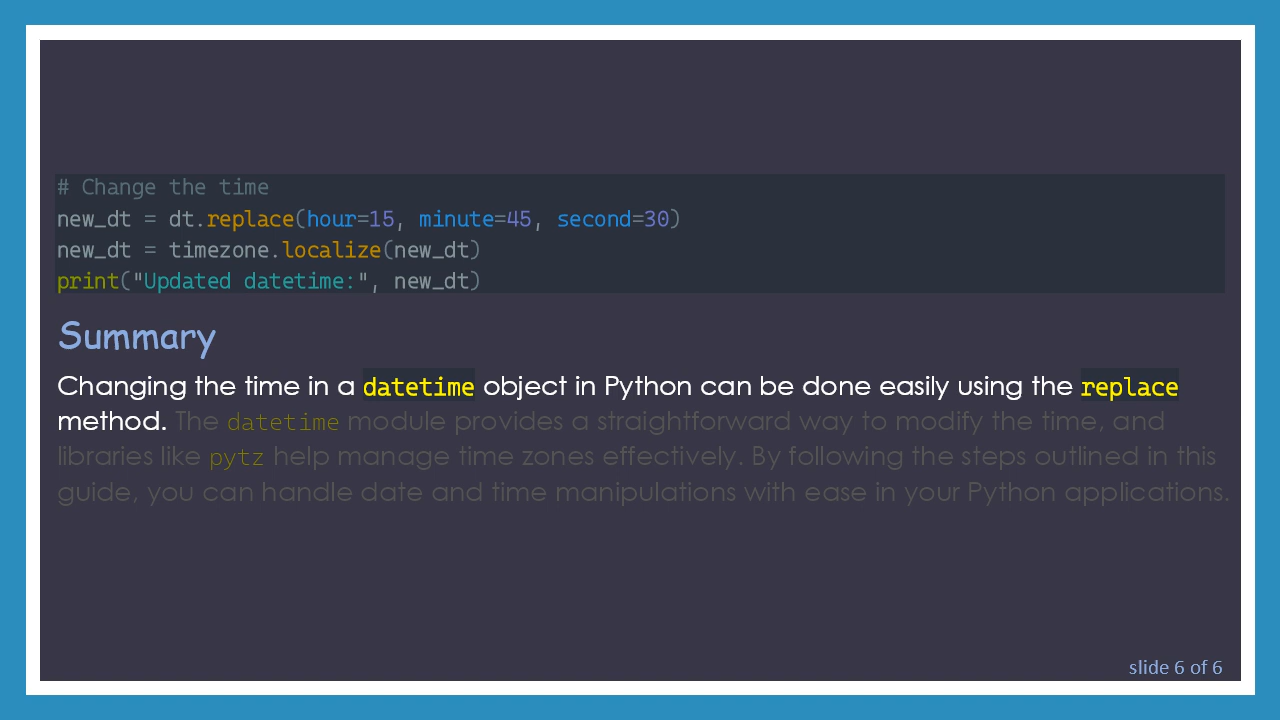 # Change the time
new_dt = dt.replace(hour=15, minute=45, second=30)
new_dt = timezone.localize(new_dt)
print("Updated datetime:", new_dt)
Summary
Changing the time in a datetime object in Python can be done easily using the replace
method. The datetime module provides a straightforward way to modify the time, and
libraries like pytz help manage time zones effectively. By following the steps outlined in this
guide, you can handle date and time manipulations with ease in your Python applications.
slide 6 of 6